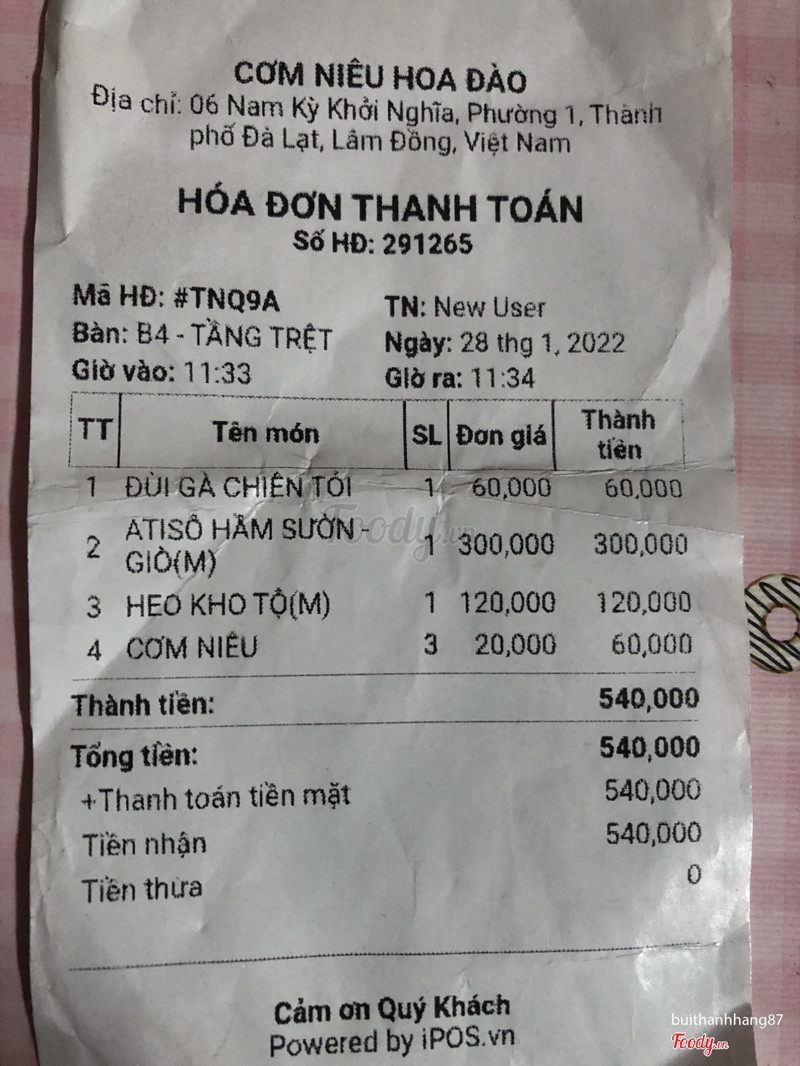 CƠM NIÊU HOA ĐÀO
Địa chỉ: 06 Nam Kỳ Khởi Nghĩa, Phường 1, Thành
phố Đà Lạt, Lâm Đồng, Việt Nam
HÓA ĐƠN THANH TOÁN
Số HĐ: 291265
Mã HĐ: #TNQ9A TN: New User
Bàn: B4 - TẦNG TRỆT Ngày: 28 thg 1, 2022
Giờ vào: 11:33 Giờ ra: 11:34
TT Tên món SL Đơn giá Thành tiền
1 ĐÙI GÀ CHIÊN TỎI 1 60,000 60,000
2 ATISÔ HẦM SƯỜN -
GIÒ(M) 1 300,000 300,000
3 HEO KHO TỘ(M) 1 120,000 120,000
4 CƠM NIÊU 3 20,000 60,000
Thành tiền: 540,000
Tổng tiền: 540,000
+Thanh toán tiền mặt 540,000
Tiền nhận 540,000
Tiền thừa 0
Cảm ơn Quý Khách
Powered by iPOS.vn
Foody.vn
buithanhhang87
Foody.vn